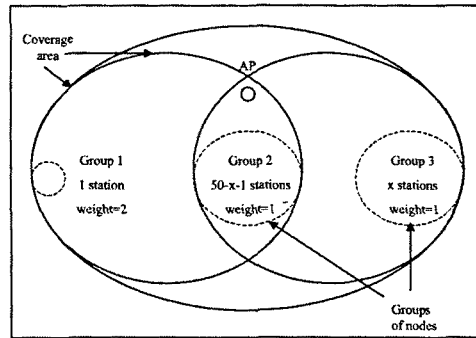 Coverage
area
AP
Group 1
1 station
weight=2
Group 2
50-x-1 stations
weight=1
Group 3
x stations
weight=1
Groups
of nodes